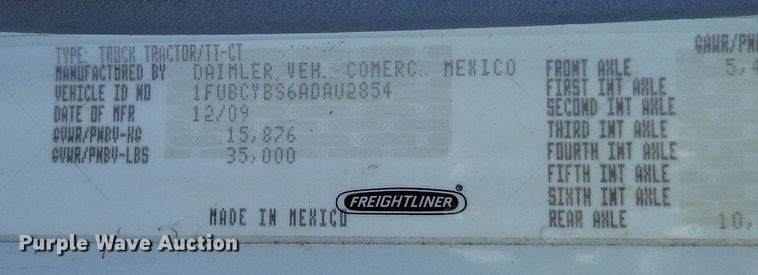 TYPE: TRUCK TRACTOR/TT-CT
MANUFACTURED BY DAIMLER VEH. COMERC. MEXICO
VEHICLE ID NO 1FUBCYBS6ADAV2854
DATE OF MFR 12/09
GVWR/PNBV-KG 15,876
GVWR/PNBV-LBS 35,000
MADE IN MEXICO
FREIGHTLINER®
GAWR/PN
FRONT AXLE 5,4
FIRST INT AXLE
SECOND INT AXLE
THIRD INT AXLE
FOURTH INT AXLE
FIFTH INT AXLE
SIXTH INT AXLE
REAR AXLE 10,
Purple Wave Auction